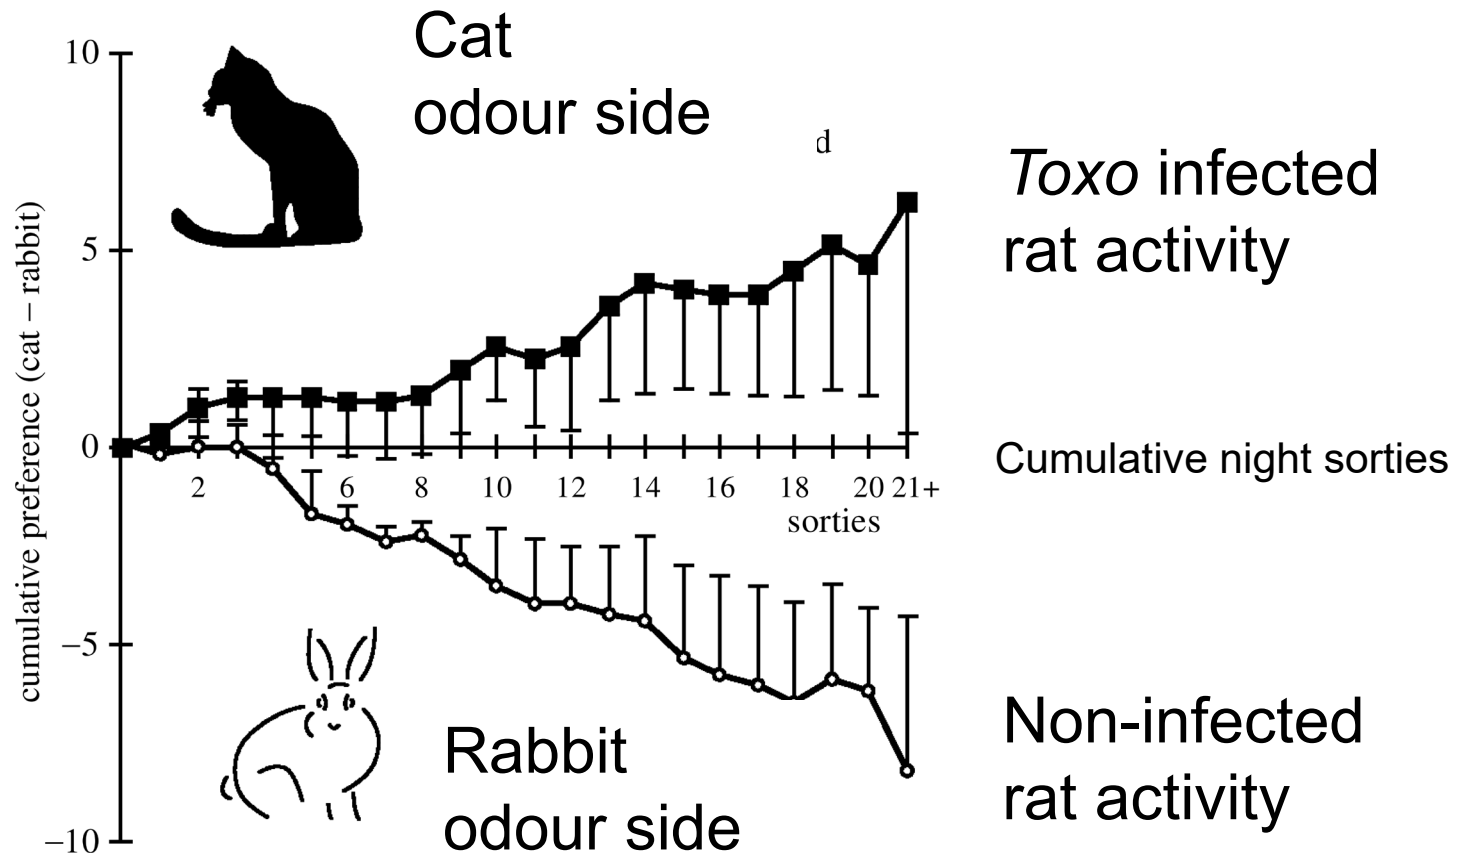 Cat
odour side
d
Toxo infected
rat activity
10
5
0
–5
–10
cumulative preference (cat – rabbit)
2 6 8 10 12 14 16 18 20 21+
sorties
Cumulative night sorties
Rabbit
odour side
Non-infected
rat activity